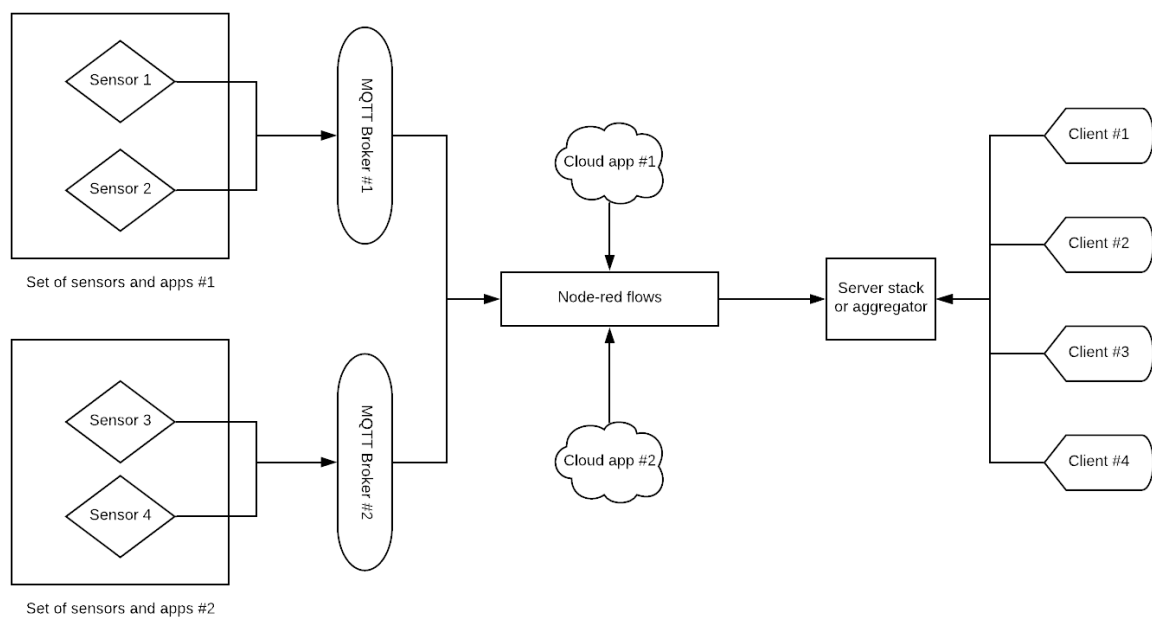 Sensor 1
Sensor 2
Set of sensors and apps #1
MQTT Broker #1
Sensor 3
Sensor 4
Set of sensors and apps #2
MQTT Broker #2
Cloud app #1
Node-red flows
Cloud app #2
Server stack
or aggregator
Client #1
Client #2
Client #3
Client #4